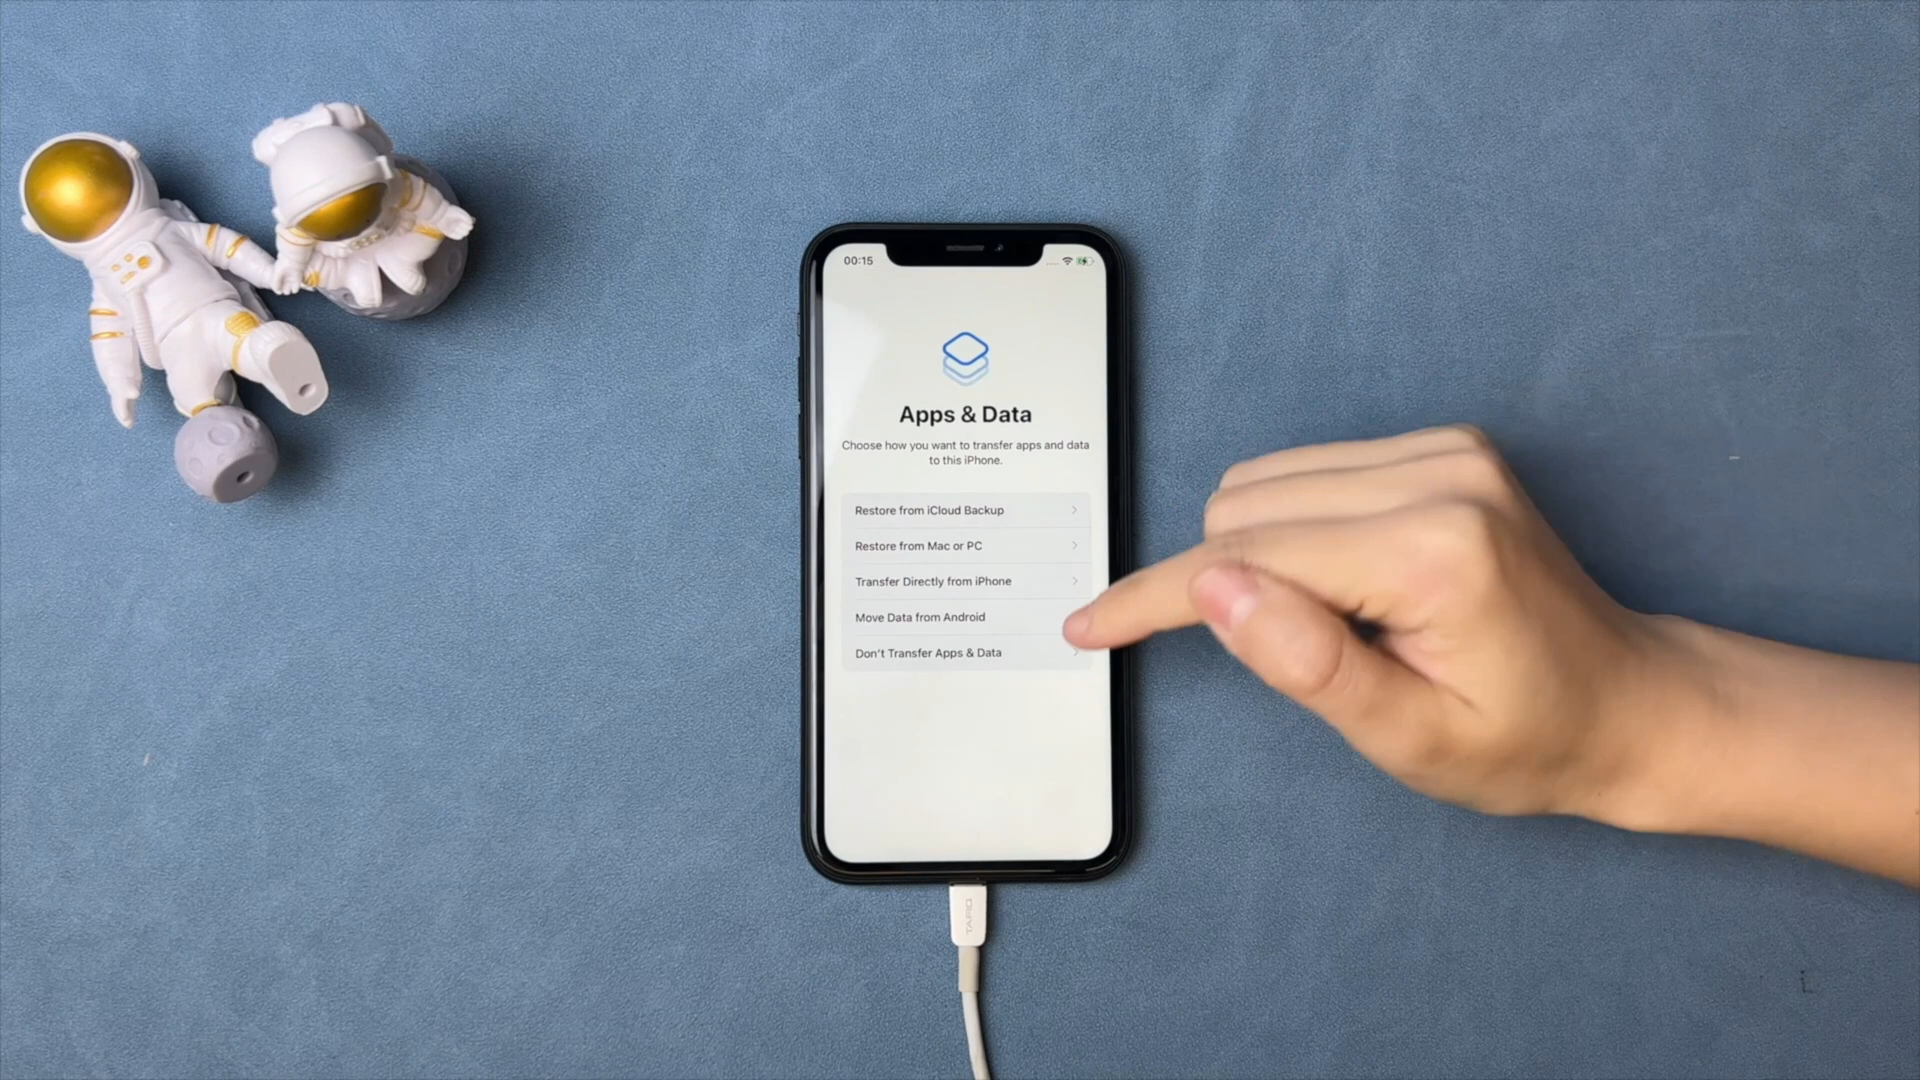 00:15
Apps & Data
Choose how you want to transfer apps and data
to this iPhone.
Restore from iCloud Backup
Restore from Mac or PC
Transfer Directly from iPhone
Move Data from Android
Don't Transfer Apps & Data